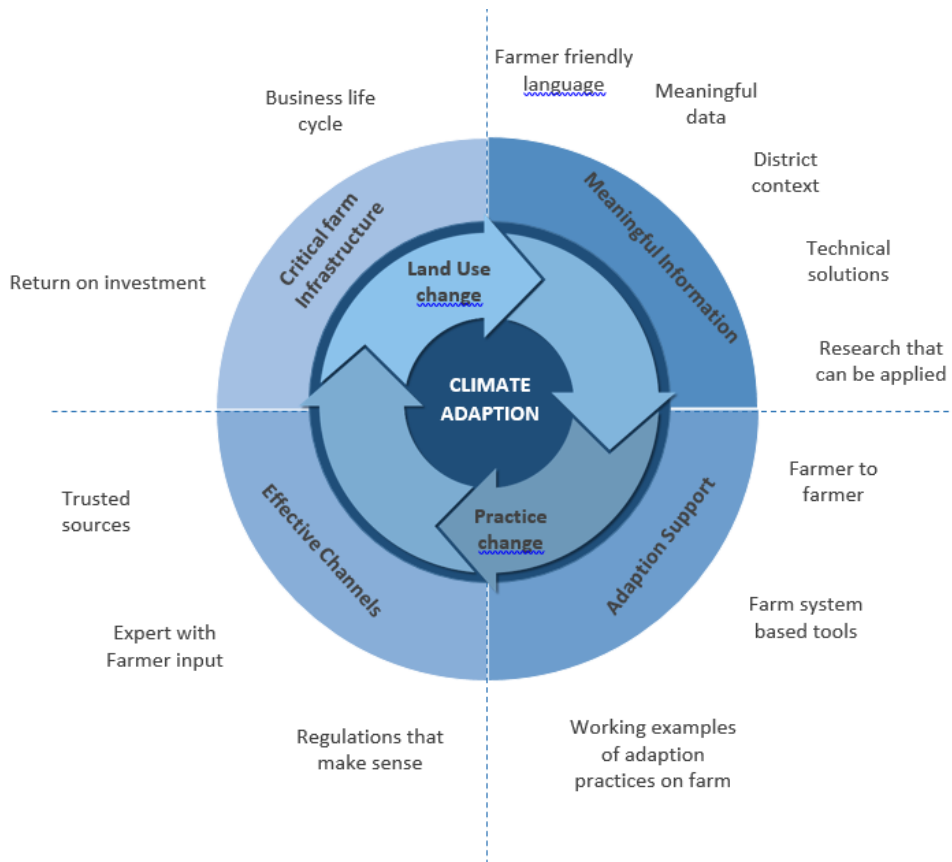 Farmer friendly
language
Meaningful
data
Business life
cycle
District
context
Critical farm
Infrastructure
Meaningful Information
Technical
solutions
Return on investment
Land Use
change
Research that
can be applied
CLIMATE
ADAPTION
Farmer to
farmer
Trusted
sources
Effective Channels
Practice
change
Adaption Support
Farm system
based tools
Expert with
Farmer input
Regulations that
make sense
Working examples
of adaption
practices on farm